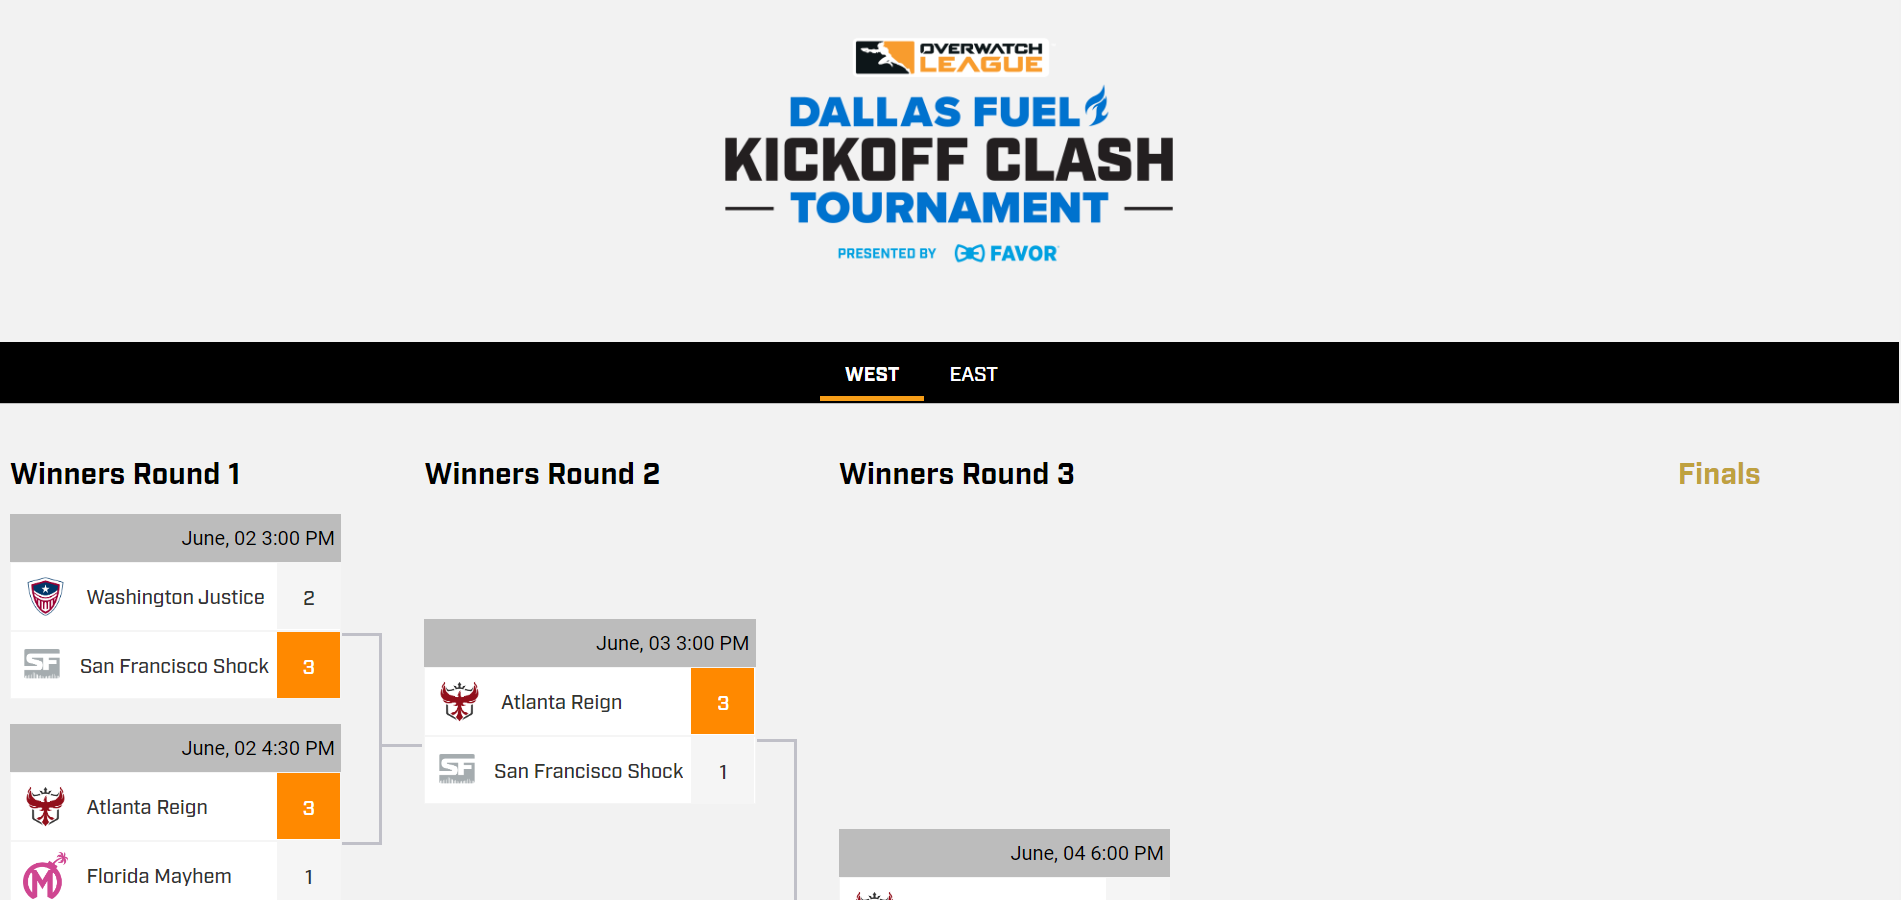 OVERWATCH
LEAGUE
DALLAS FUEL
KICKOFF CLASH
TOURNAMENT
PRESENTED BY FAVOR
WEST EAST
Winners Round 1
Winners Round 2
Winners Round 3
Finals
June, 02 3:00 PM
Washington Justice 2
SF San Francisco Shock 3
June, 02 4:30 PM
Atlanta Reign 3
M Florida Mayhem 1
June, 03 3:00 PM
Atlanta Reign 3
SF San Francisco Shock 1
June, 04 6:00 PM